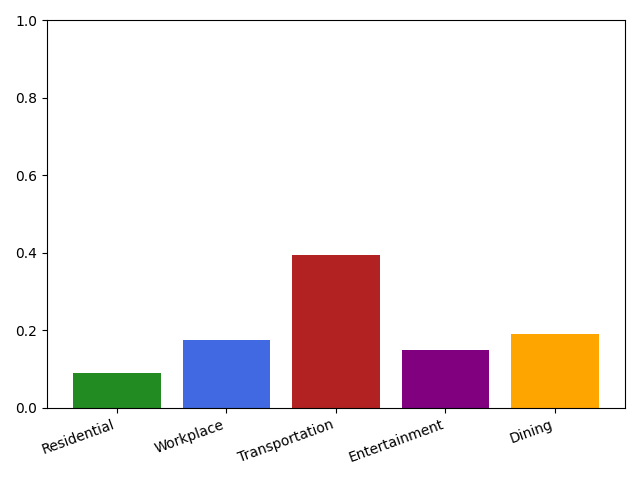 1.0
0.8
0.6
0.4
0.2
0.0
Residential
Workplace
Transportation
Entertainment
Dining